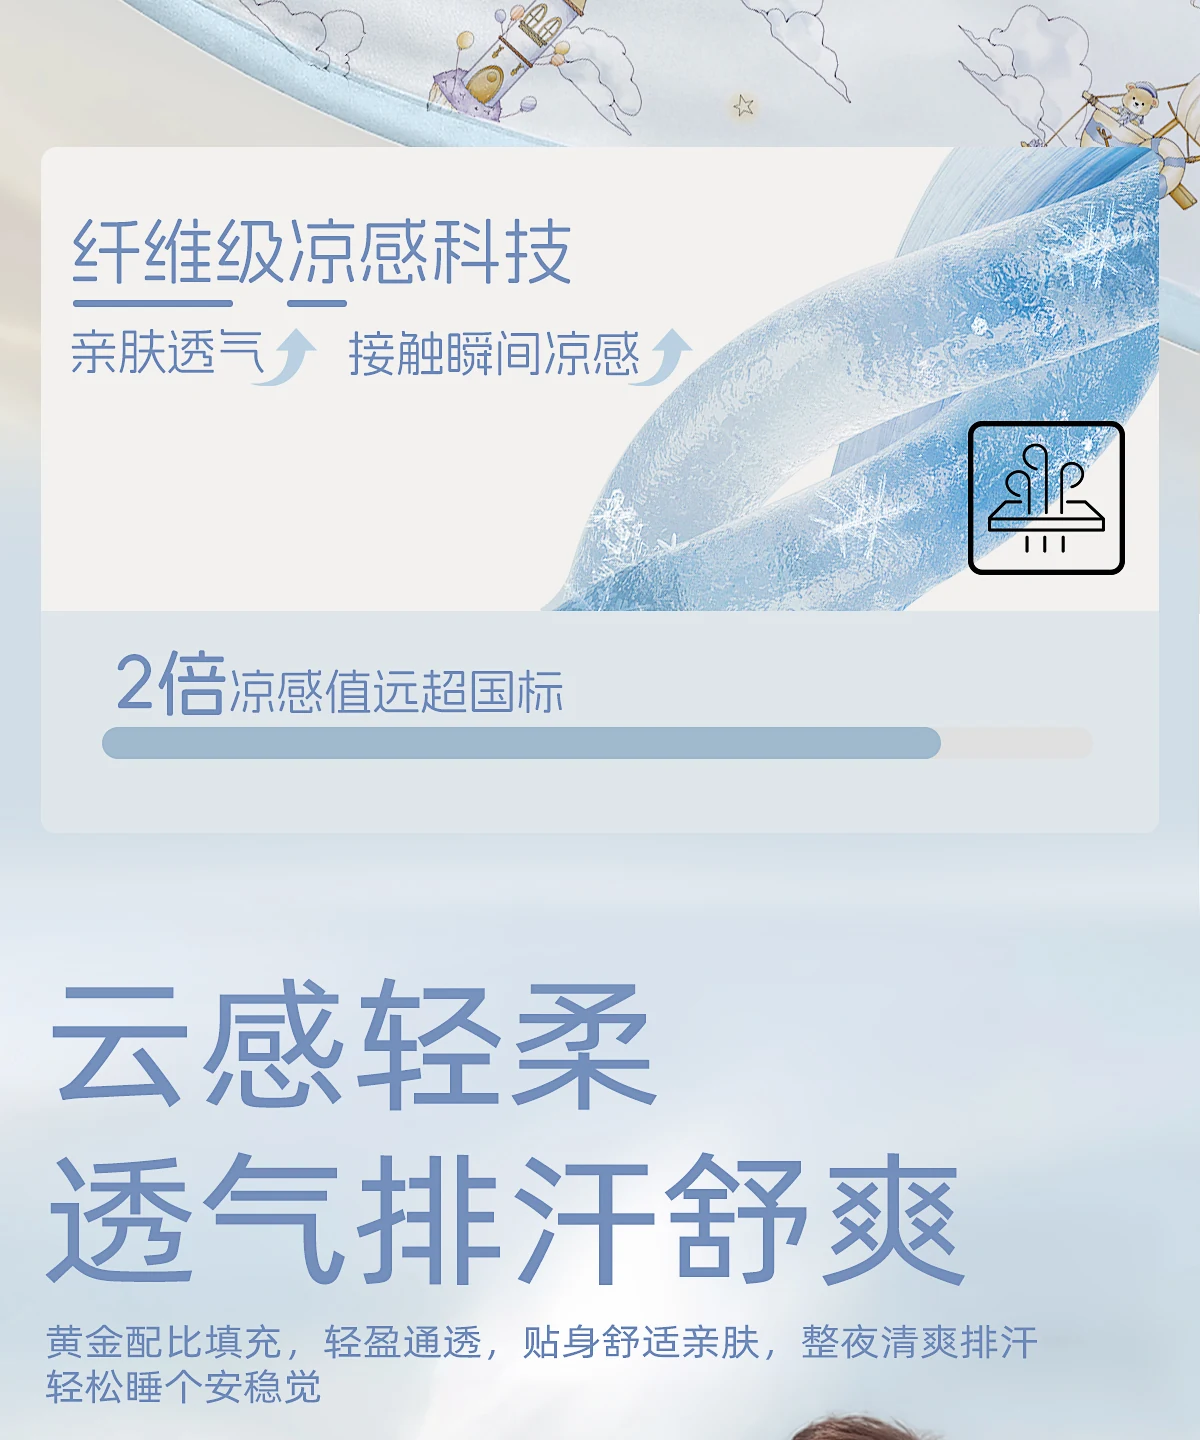 纤维级凉感科技
亲肤透气 接触瞬间凉感
2倍凉感值远超国标
云感轻柔
透气排汗舒爽
黄金配比填充，轻盈通透，贴身舒适亲肤，整夜清爽排汗
轻松睡个安稳觉